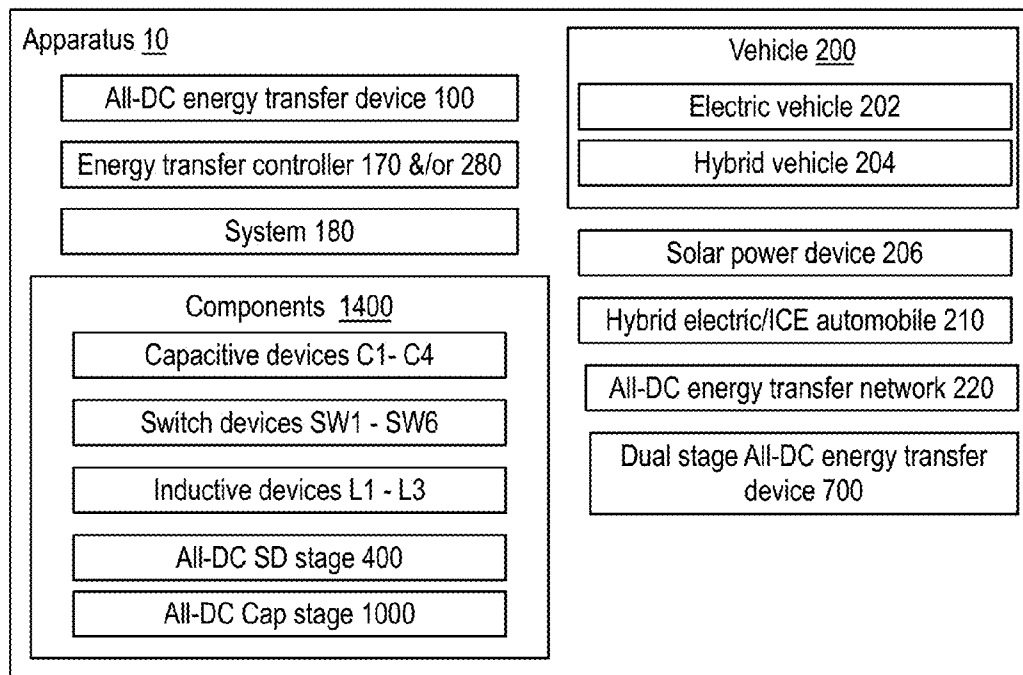 Apparatus 10
All-DC energy transfer device 100
Energy transfer controller 170 &/or 280
System 180
Components 1400
Capacitive devices C1- C4
Switch devices SW1 - SW6
Inductive devices L1 - L3
All-DC SD stage 400
All-DC Cap stage 1000
Vehicle 200
Electric vehicle 202
Hybrid vehicle 204
Solar power device 206
Hybrid electric/ICE automobile 210
All-DC energy transfer network 220
Dual stage All-DC energy transfer
device 700